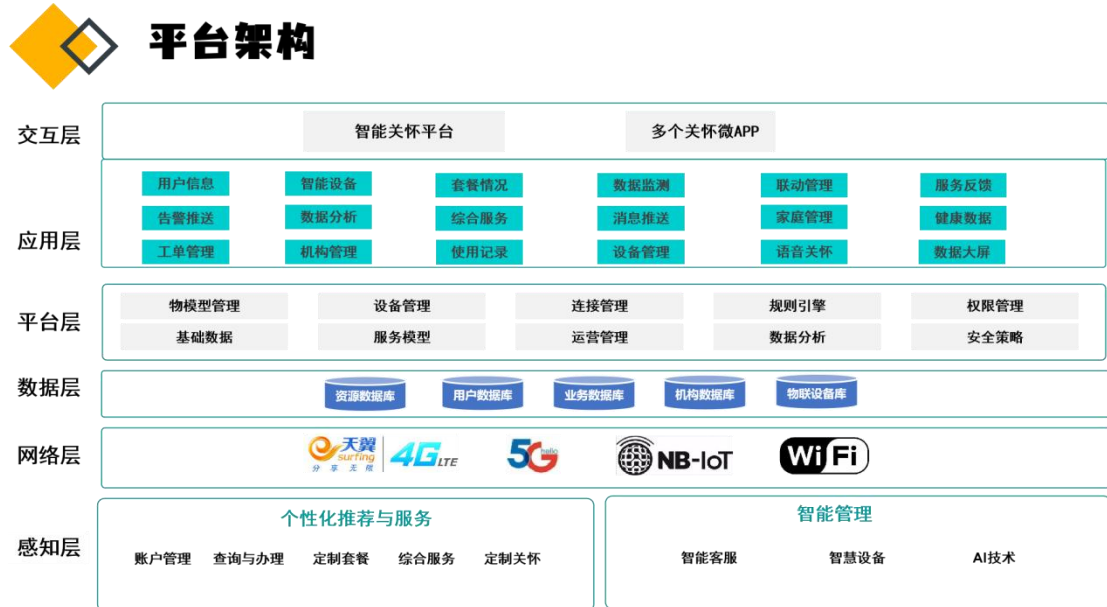 平台架构
交互层
智能关怀平台 多个关怀微APP
用户信息 智能设备 套餐情况 数据监测 联动管理 服务反馈
告警推送 数据分析 综合服务 消息推送 家庭管理 健康数据
应用层
工单管理 机构管理 使用记录 设备管理 语音关怀 数据大屏
平台层
物模型管理 设备管理 连接管理 规则引擎 权限管理
基础数据 服务模型 运营管理 数据分析 安全策略
数据层
资源数据库 用户数据库 业务数据库 机构数据库 物联设备库
网络层
天翼 surfing 分享无限 4G LTE 5G hello NB-IoT Wi Fi
个性化推荐与服务 智能管理
感知层
账户管理 查询与办理 定制套餐 综合服务 定制关怀 智能客服 智慧设备 AI技术